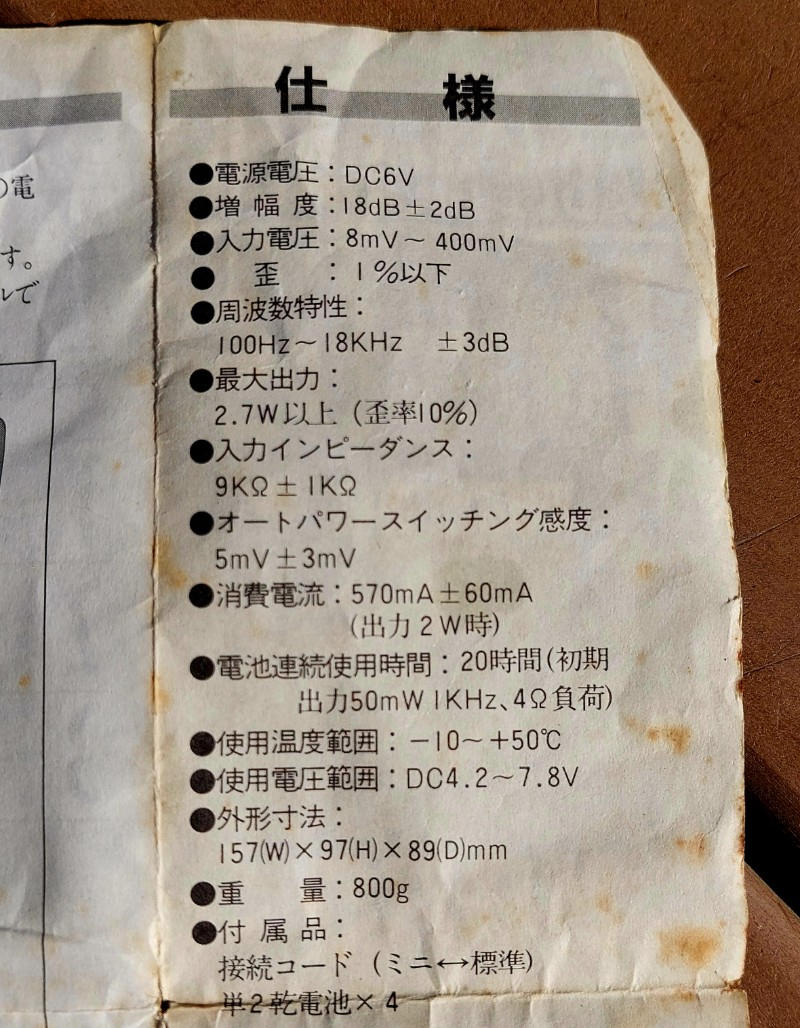 の電
す。
ルで
仕 様
●電源電圧：DC6V
●増幅度：18dB±2dB
●入力電圧：8mV～400mV
●歪：1%以下
●周波数特性：
100Hz～18KHz ±3dB
●最大出力：
2.7W以上（歪率10%）
●入力インピーダンス：
9KΩ±1KΩ
●オートパワースイッチング感度：
5mV±3mV
●消費電流：570mA±60mA
(出力2W時)
●電池連続使用時間：20時間(初期
出力50mW 1KHz、4Ω負荷)
●使用温度範囲：−10～+50℃
●使用電圧範囲：DC4.2～7.8V
●外形寸法：
157(W)×97(H)×89(D)mm
●重 量：800g
●付属品：
接続コード（ミニ↔標準）
単2乾電池×4